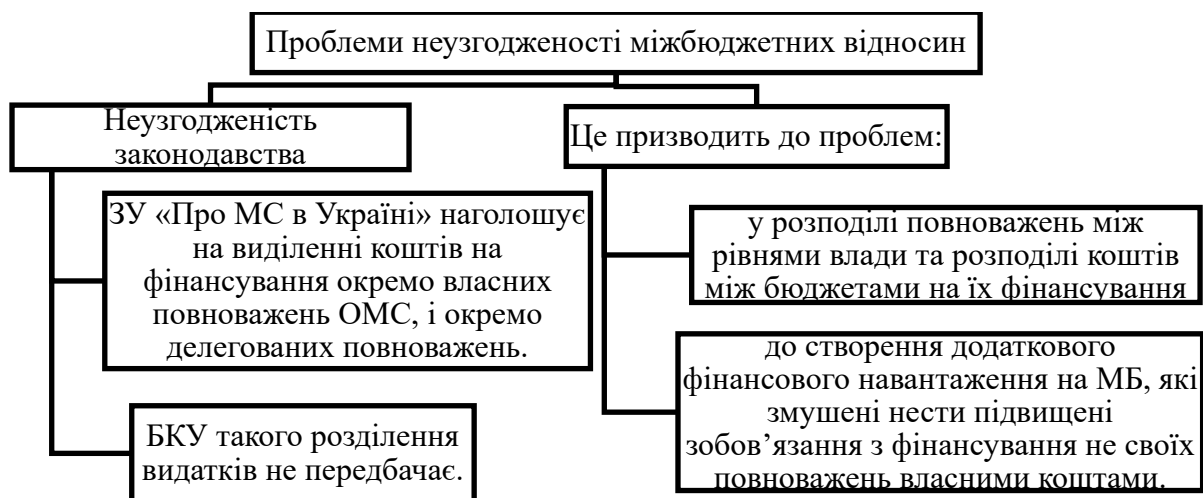 Проблеми неузгодженості міжбюджетних відносин
Неузгодженість
законодавства
ЗУ «Про МС в Україні» наголошує
на виділенні коштів на
фінансування окремо власних
повноважень ОМС, і окремо
делегованих повноважень.
БКУ такого розділення
видатків не передбачає.
Це призводить до проблем:
у розподілі повноважень між
рівнями влади та розподілі коштів
між бюджетами на їх фінансування
до створення додаткового
фінансового навантаження на МБ, які
змушені нести підвищені
зобов’язання з фінансування не своїх
повноважень власними коштами.